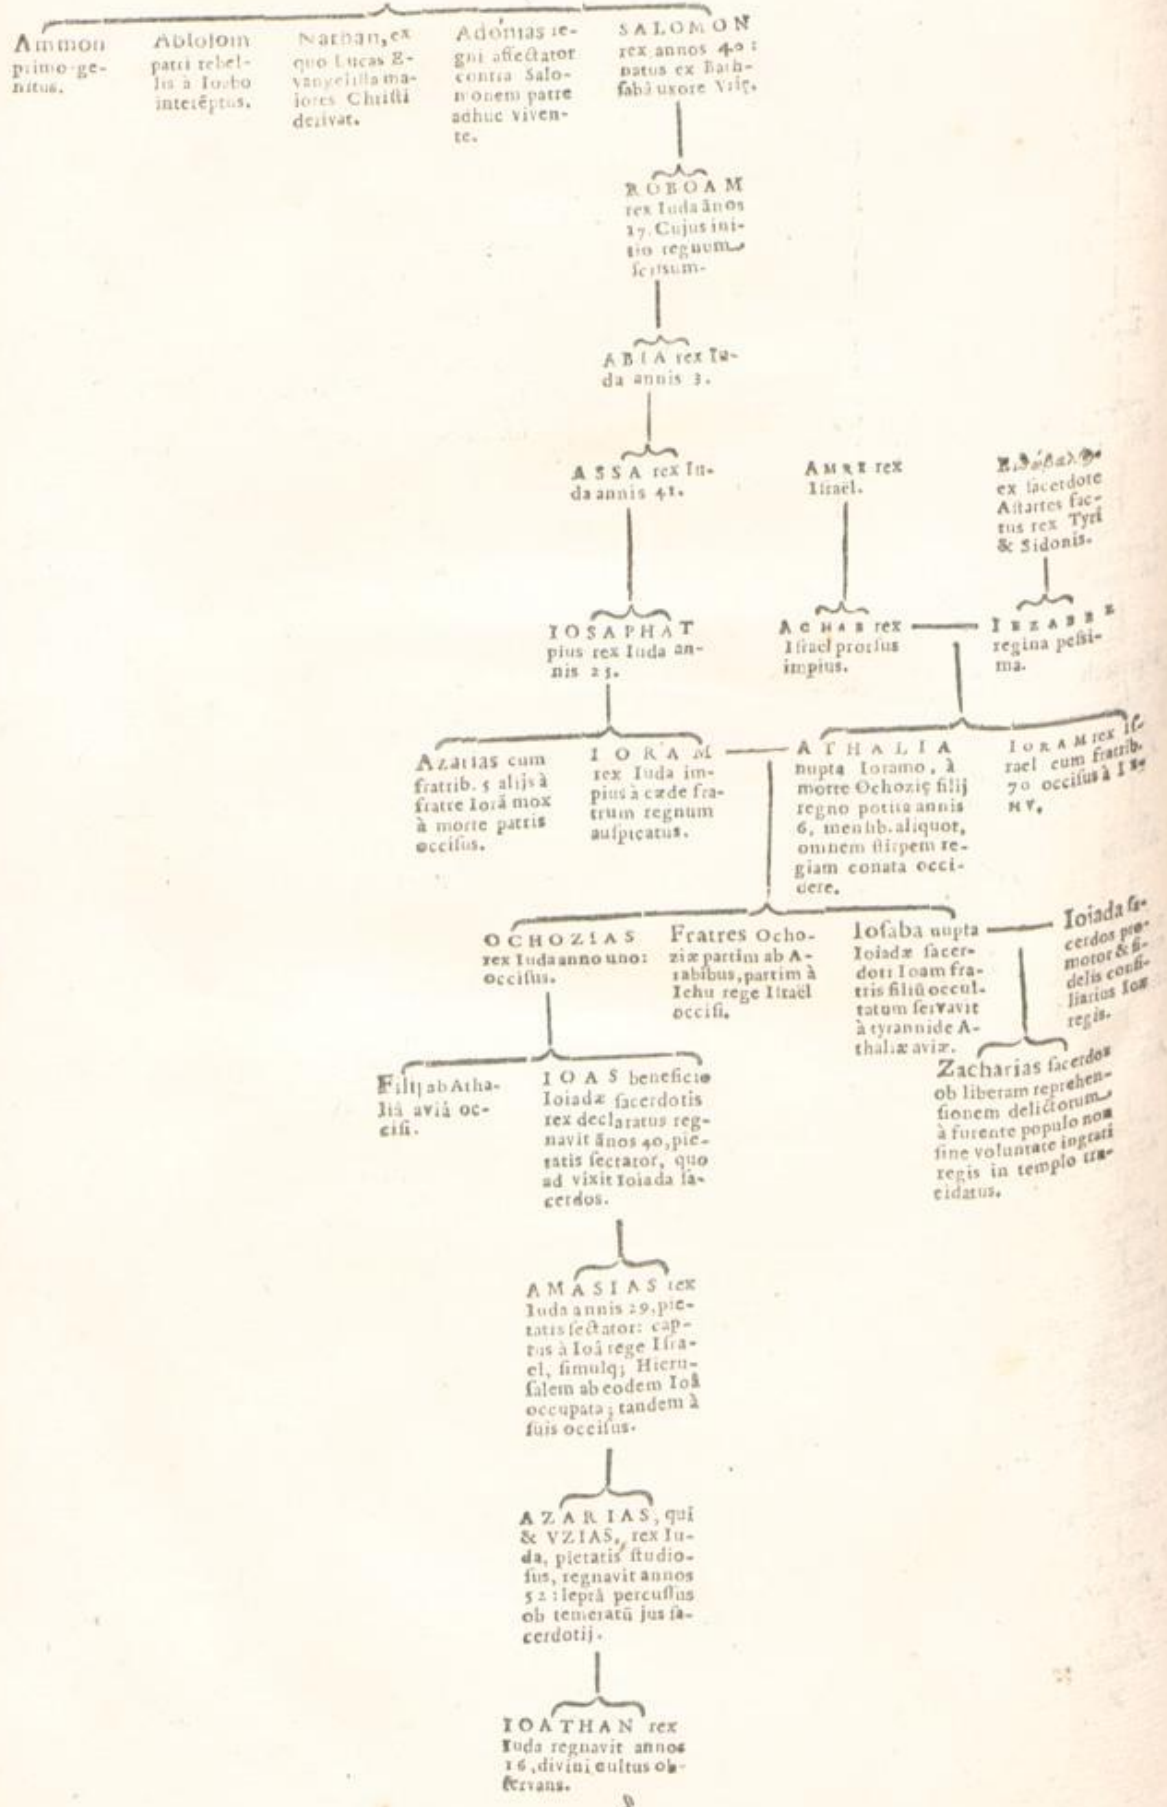 Ammon
primo-ge-
nitus.
Abſolom
patri rebel-
lis à Ioabo
interẽptus.
Nathan, ex
quo Lucas E-
vangeliſta ma-
iores Chriſti
derivat.
Adonias re-
gni affectator
contra Salo-
monem patre
adhuc viven-
te.
SALOMON
rex annos 40:
natus ex Bath-
ſabâ uxore Vrię.
ROBOAM
rex Iuda ãnos
17. Cujus ini-
tio regnum
ſciſsum.
ABIA rex Iu-
da annis 3.
ASSA rex Iu-
da annis 41.
AMRI rex
Iſraël.
ex ſacerdote
Aſtartes fac-
tus rex Tyri
& Sidonis.
IOSAPHAT
pius rex Iuda an-
nis 25.
ACHAB rex
Iſrael prorſus
impius.
IEZABEL
regina peſſi-
ma.
Azarias cum
fratrib. 5 alijs à
fratre Iorã mox
à morte patris
occiſus.
IORAM
rex Iuda im-
pius à cæde fra-
trum regnum
auſpicatus.
ATHALIA
nupta Ioramo, à
morte Ochozię filij
regno potita annis
6, menſib. aliquot,
omnem ſtirpem re-
giam conata occi-
dere.
IORAM rex Iſ-
rael cum fratrib.
70 occiſus à IE-
HV.
OCHOZIAS
rex Iuda anno uno:
occiſus.
Fratres Ocho-
ziæ partim ab A-
rabibus, partim à
Iehu rege Iſraël
occiſi.
Ioſaba nupta
Ioiadæ ſacer-
doti Ioam fra-
tris filiũ occul-
tatum ſervavit
à tyrannide A-
thaliæ aviæ.
Ioiada ſa-
cerdos pro-
motor & fi-
delis conſi-
liarius Ioæ
regis.
Filij ab Atha-
liâ aviâ oc-
ciſi.
IOAS beneficio
Ioiadæ ſacerdotis
rex declaratus reg-
navit ãnos 40, pie-
tatis ſectator, quo
ad vixit Ioiada ſa-
cerdos.
Zacharias ſacerdos
ob liberam reprehen-
ſionem delictorum
à furente populo non
ſine voluntate ingrati
regis in templo tru-
cidatus.
AMASIAS rex
Iuda annis 29, pie-
tatis ſectator: cap-
tus à Ioâ rege Iſra-
el, ſimulq; Hieru-
ſalem ab eodem Ioâ
occupata; tandem à
ſuis occiſus.
AZARIAS, qui
& VZIAS, rex Iu-
da, pietatis ſtudio-
ſus, regnavit annos
52: leprâ percuſſus
ob temeratũ jus ſa-
cerdotij.
IOATHAN rex
Iuda regnavit annos
16, divini cultus ob-
ſervans.